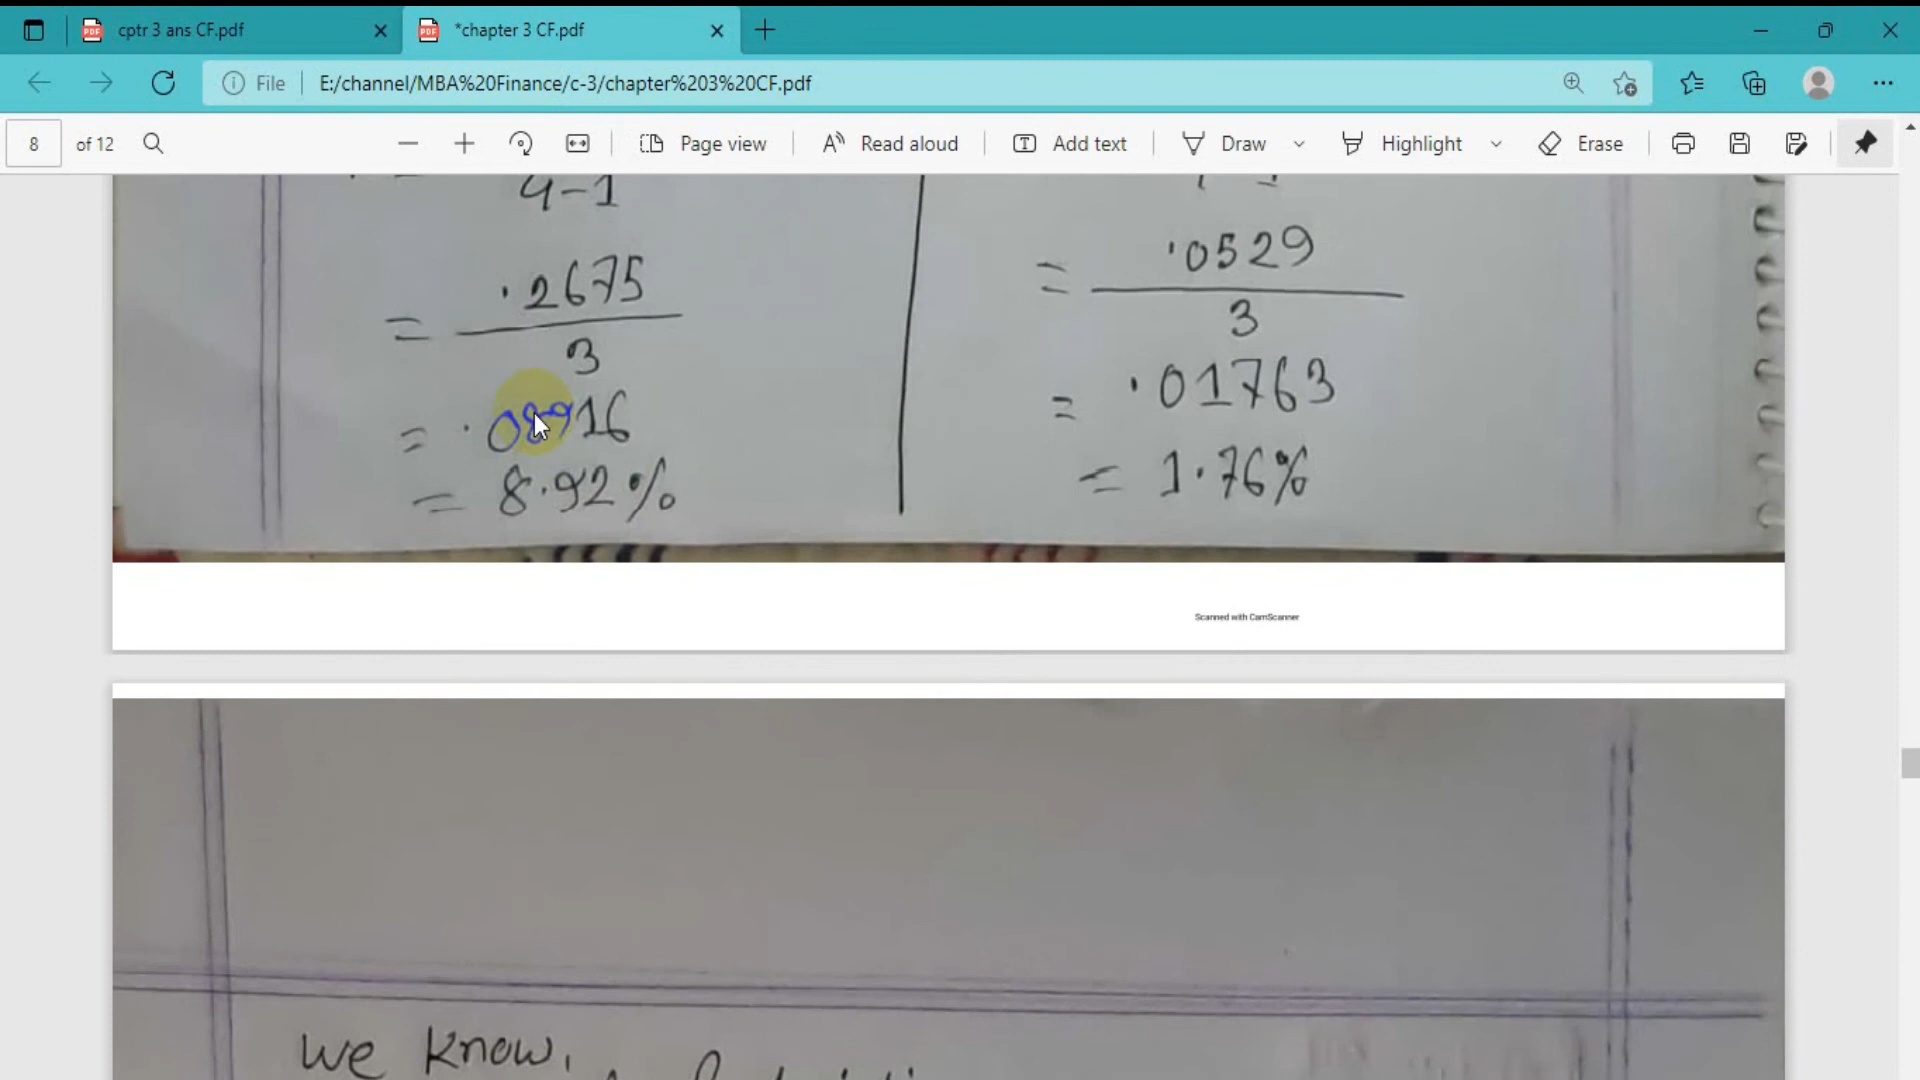 cptr 3 ans CF.pdf
*chapter 3 CF.pdf
File
E:/channel/MBA%20Finance/c-3/chapter%203%20CF.pdf
8 of 12
Page view
Read aloud
Add text
Draw
Highlight
Erase
4-1
= .2675
3
= .08916
= 8.92%
= .0529
3
= .01763
= 1.76%
Scanned with CamScanner
We know,